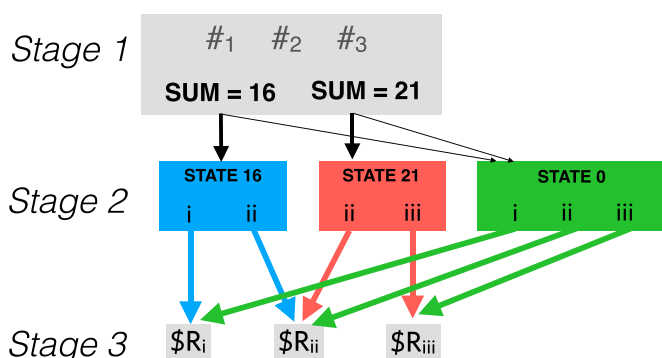 Stage 1
#1 #2 #3
SUM = 16 SUM = 21
Stage 2
STATE 16
i ii
STATE 21
ii iii
STATE 0
i ii iii
Stage 3
$Ri $Rii $Riii